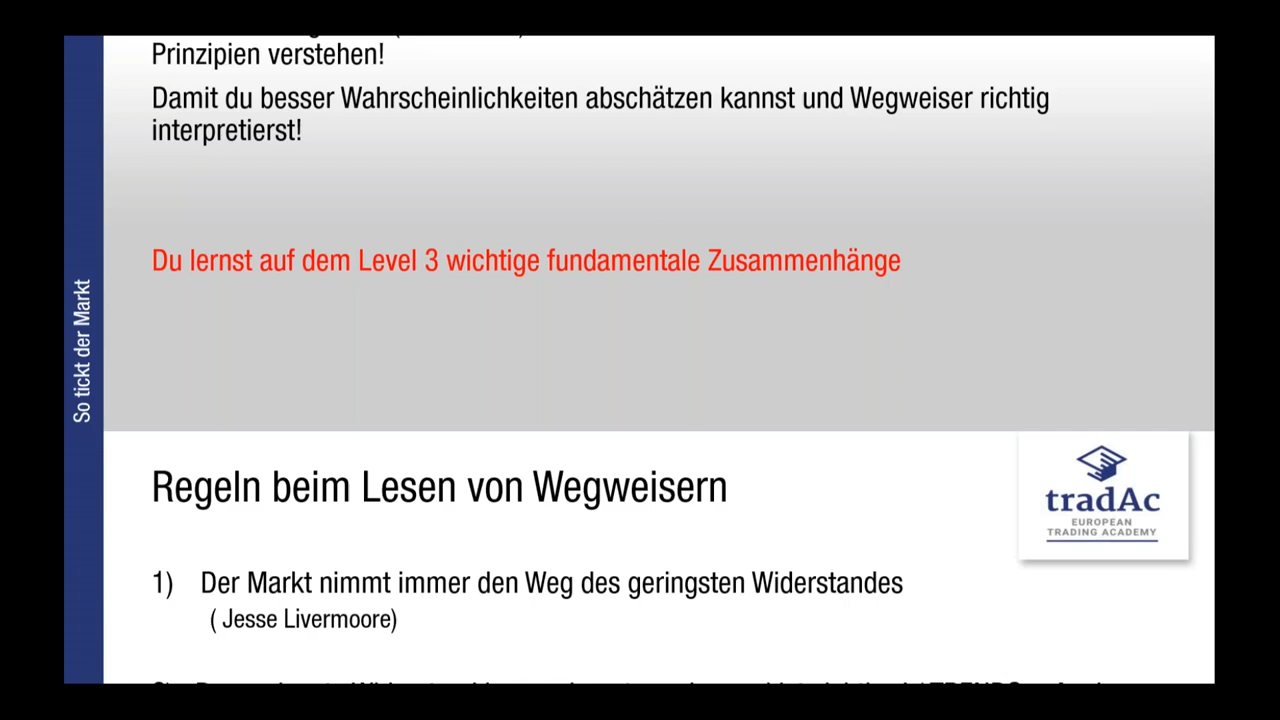 Prinzipien verstehen!
Damit du besser Wahrscheinlichkeiten abschätzen kannst und Wegweiser richtig
interpretierst!
Du lernst auf dem Level 3 wichtige fundamentale Zusammenhänge
So tickt der Markt
Regeln beim Lesen von Wegweisern
tradAc
EUROPEAN
TRADING ACADEMY
1) Der Markt nimmt immer den Weg des geringsten Widerstandes
( Jesse Livermoore)